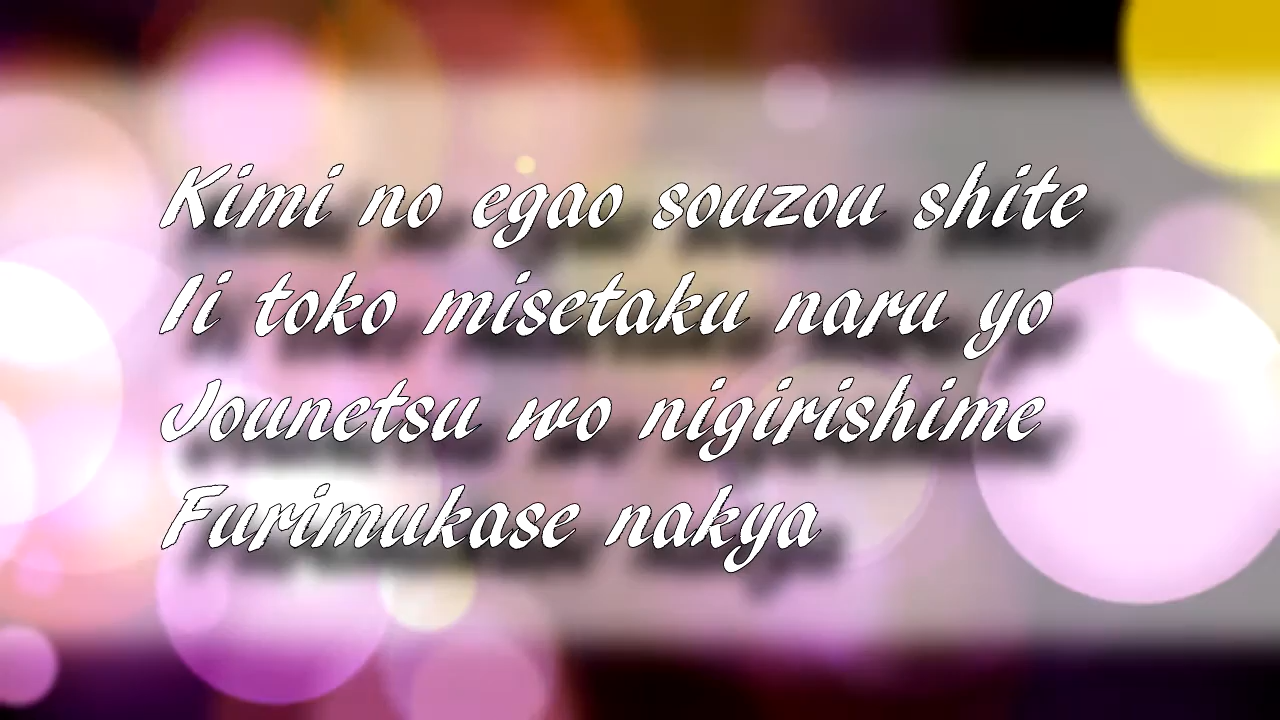 Kimi no egao souzou shite
Ii toko misetaku naru yo
Jounetsu wo nigirishime
Furimukase nakya